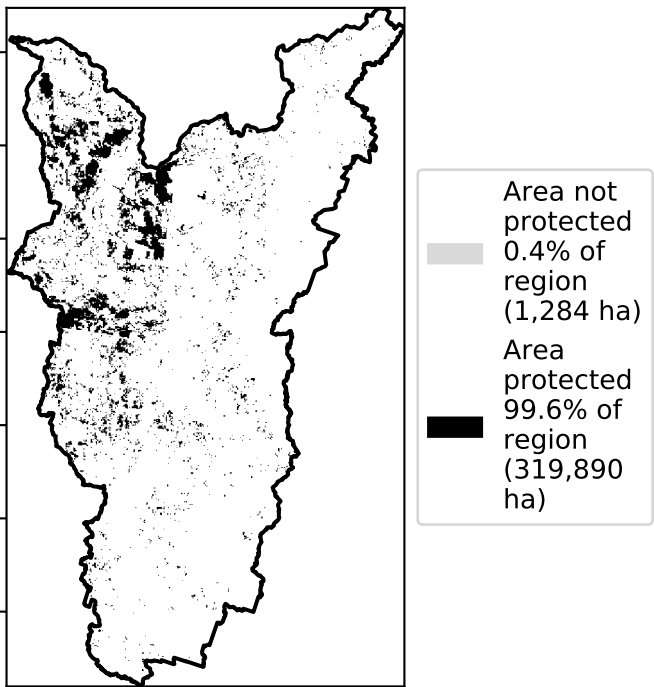 Area not
protected
0.4% of
region
(1,284 ha)
Area
protected
99.6% of
region
(319,890
ha)